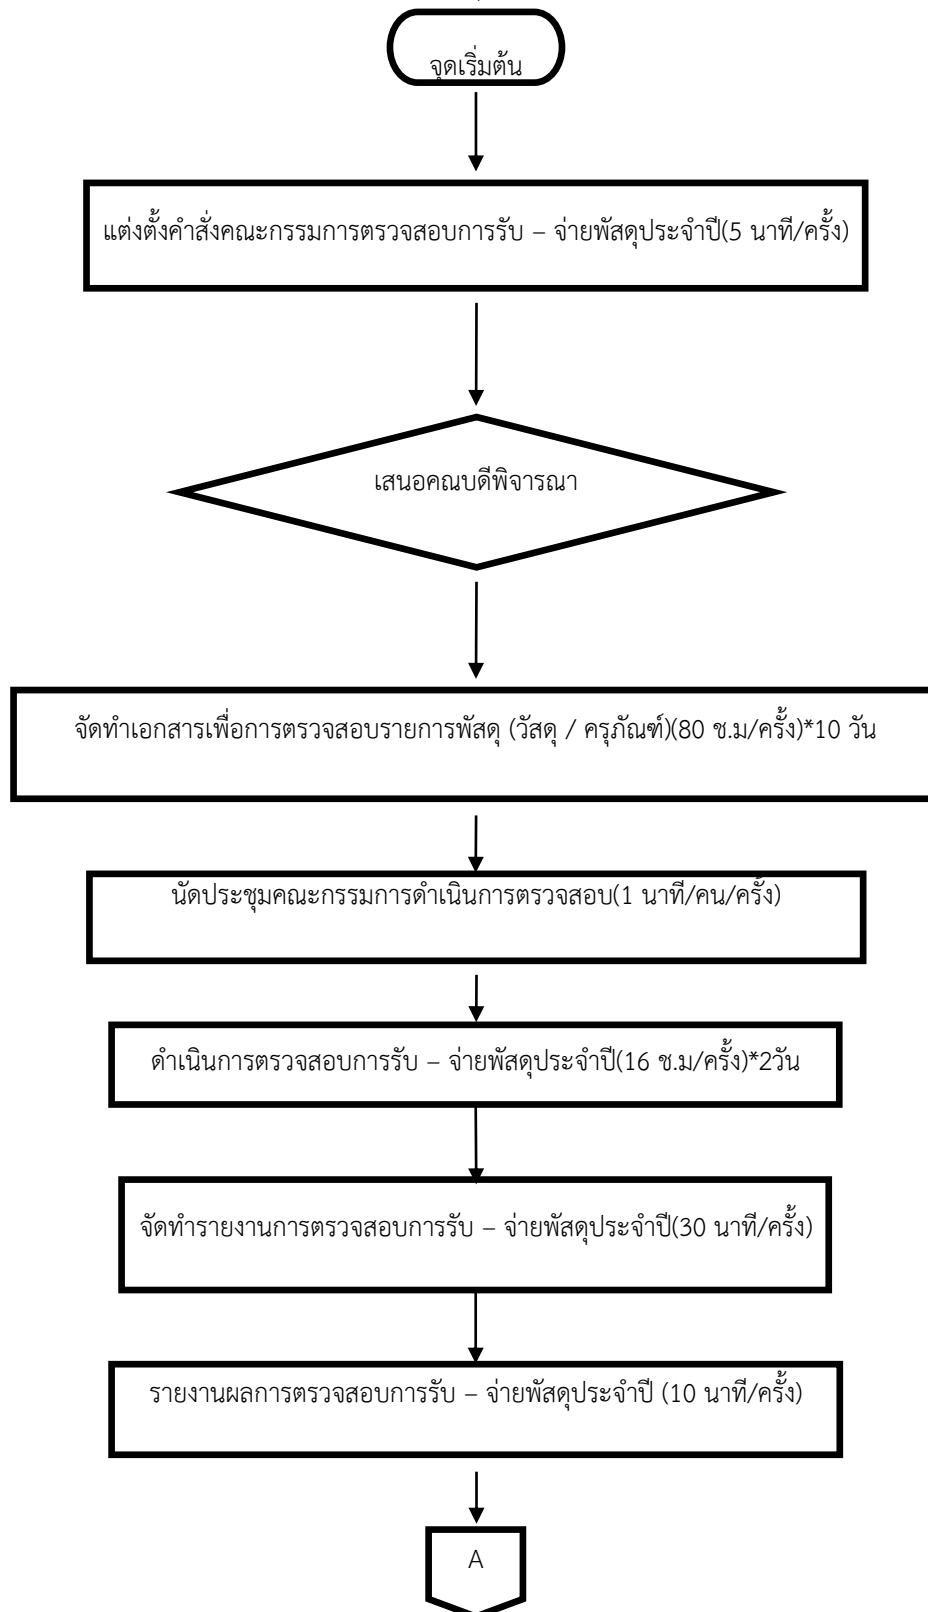 จุดเริ่มต้น
แต่งตั้งคำสั่งคณะกรรมการตรวจสอบการรับ – จ่ายพัสดุประจำปี(5 นาที/ครั้ง)
เสนอคณบดีพิจารณา
จัดทำเอกสารเพื่อการตรวจสอบรายการพัสดุ (วัสดุ / ครุภัณฑ์)(80 ช.ม/ครั้ง)*10 วัน
นัดประชุมคณะกรรมการดำเนินการตรวจสอบ(1 นาที/คน/ครั้ง)
ดำเนินการตรวจสอบการรับ – จ่ายพัสดุประจำปี(16 ช.ม/ครั้ง)*2วัน
จัดทำรายงานการตรวจสอบการรับ – จ่ายพัสดุประจำปี(30 นาที/ครั้ง)
รายงานผลการตรวจสอบการรับ – จ่ายพัสดุประจำปี (10 นาที/ครั้ง)
A